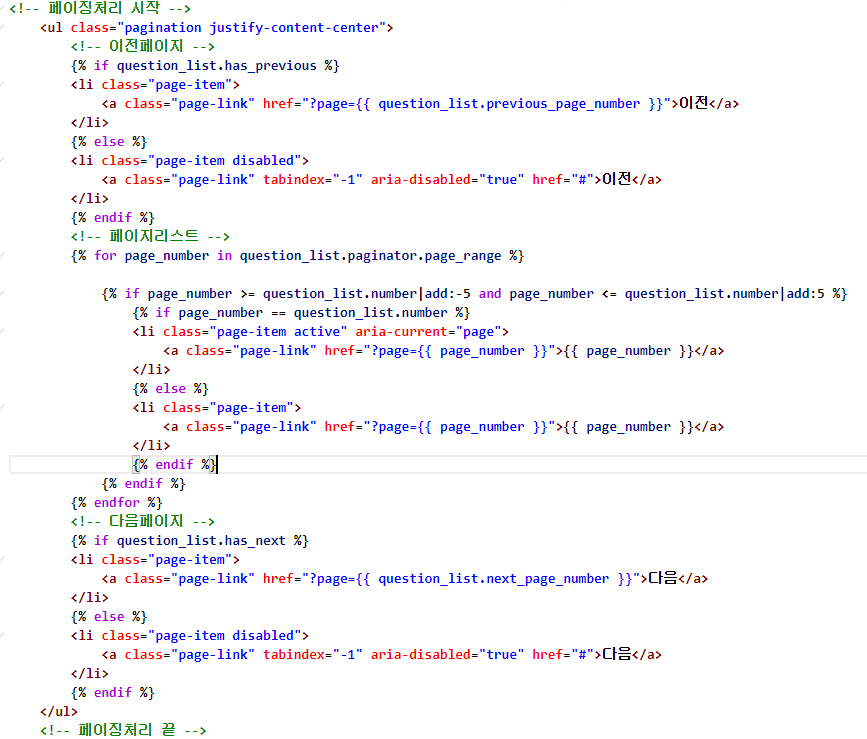 <!-- 페이징처리 시작 -->
<ul class="pagination justify-content-center">
<!-- 이전페이지 -->
{% if question_list.has_previous %}
<li class="page-item">
<a class="page-link" href="?page={{ question_list.previous_page_number }}">이전</a>
</li>
{% else %}
<li class="page-item disabled">
<a class="page-link" tabindex="-1" aria-disabled="true" href="#">이전</a>
</li>
{% endif %}
<!-- 페이지리스트 -->
{% for page_number in question_list.paginator.page_range %}
{% if page_number >= question_list.number|add:-5 and page_number <= question_list.number|add:5 %}
{% if page_number == question_list.number %}
<li class="page-item active" aria-current="page">
<a class="page-link" href="?page={{ page_number }}">{{ page_number }}</a>
</li>
{% else %}
<li class="page-item">
<a class="page-link" href="?page={{ page_number }}">{{ page_number }}</a>
</li>
{% endif %}
{% endif %}
{% endfor %}
<!-- 다음페이지 -->
{% if question_list.has_next %}
<li class="page-item">
<a class="page-link" href="?page={{ question_list.next_page_number }}">다음</a>
</li>
{% else %}
<li class="page-item disabled">
<a class="page-link" tabindex="-1" aria-disabled="true" href="#">다음</a>
</li>
{% endif %}
</ul>
<!-- 페이징처리 끝 -->